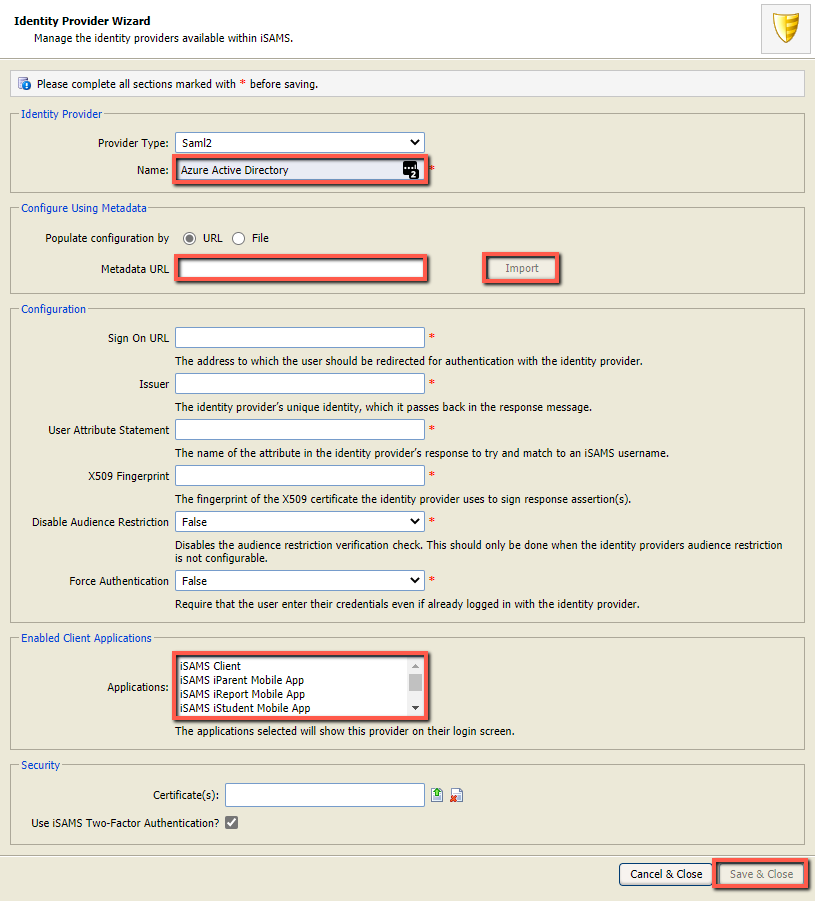 Identity Provider Wizard
Manage the identity providers available within iSAMS.
Please complete all sections marked with * before saving.
Identity Provider
Provider Type: Saml2
Name: Azure Active Directory 2 *
Configure Using Metadata
Populate configuration by URL File
Metadata URL Import
Configuration
Sign On URL *
The address to which the user should be redirected for authentication with the identity provider.
Issuer *
The identity provider's unique identity, which it passes back in the response message.
User Attribute Statement *
The name of the attribute in the identity provider's response to try and match to an iSAMS username.
X509 Fingerprint *
The fingerprint of the X509 certificate the identity provider uses to sign response assertion(s).
Disable Audience Restriction False *
Disables the audience restriction verification check. This should only be done when the identity providers audience restriction
is not configurable.
Force Authentication False *
Require that the user enter their credentials even if already logged in with the identity provider.
Enabled Client Applications
iSAMS Client
iSAMS iParent Mobile App
Applications: iSAMS iReport Mobile App
iSAMS iStudent Mobile App
The applications selected will show this provider on their login screen.
Security
Certificate(s):
Use iSAMS Two-Factor Authentication?
Cancel & Close Save & Close